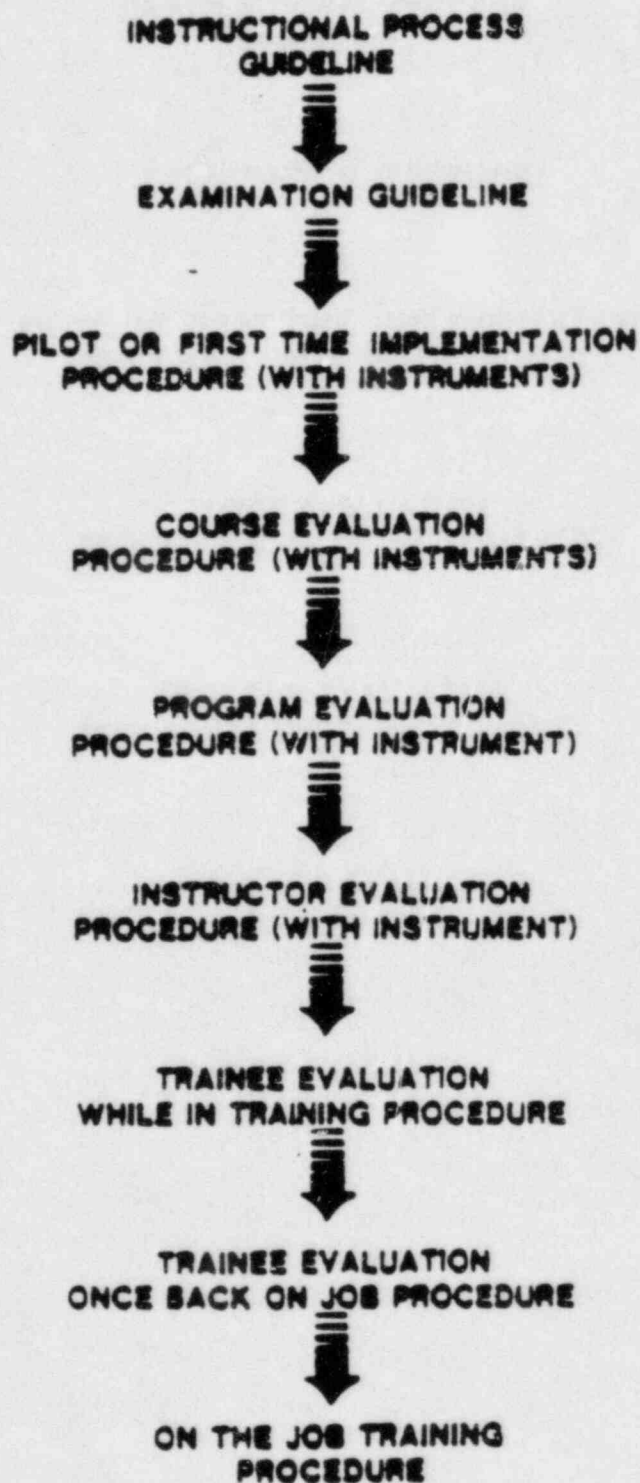 INSTRUCTIONAL PROCESS
GUIDELINE
EXAMINATION GUIDELINE
PILOT OR FIRST TIME IMPLEMENTATION
PROCEDURE (WITH INSTRUMENTS)
COURSE EVALUATION
PROCEDURE (WITH INSTRUMENTS)
PROGRAM EVALUATION
PROCEDURE (WITH INSTRUMENT)
INSTRUCTOR EVALUATION
PROCEDURE (WITH INSTRUMENT)
TRAINEE EVALUATION
WHILE IN TRAINING PROCEDURE
TRAINEE EVALUATION
ONCE BACK ON JOB PROCEDURE
ON THE JOB TRAINING
PROCEDURE